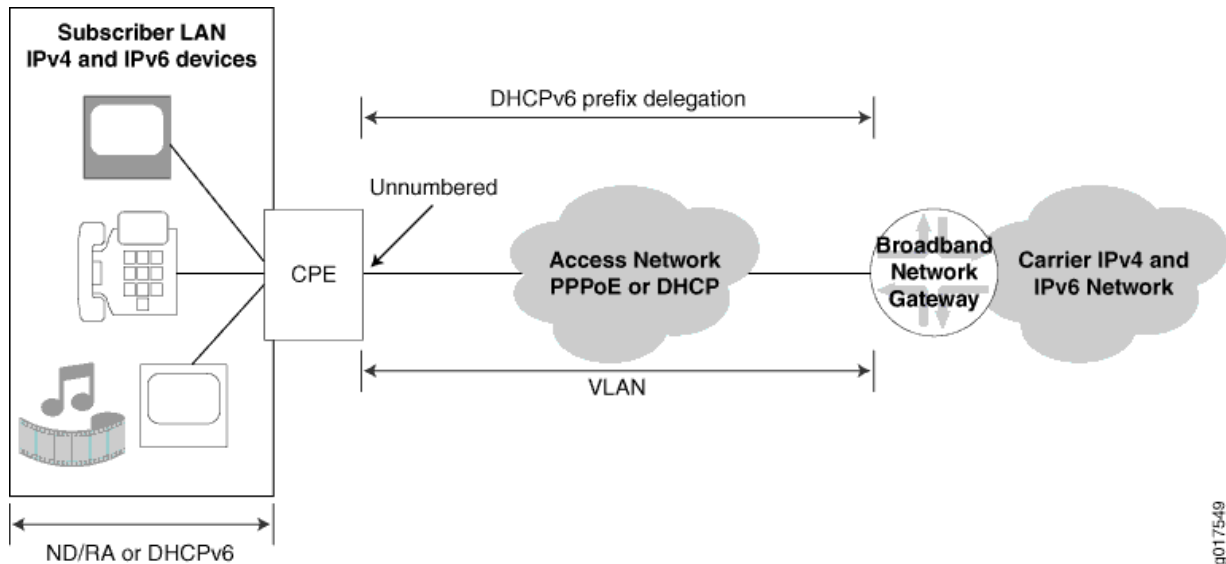 Subscriber LAN
IPv4 and IPv6 devices
DHCPv6 prefix delegation
Unnumbered
CPE
Access Network
PPPoE or DHCP
Broadband
Network
Gateway
Carrier IPv4 and
IPv6 Network
VLAN
ND/RA or DHCPv6
g017549